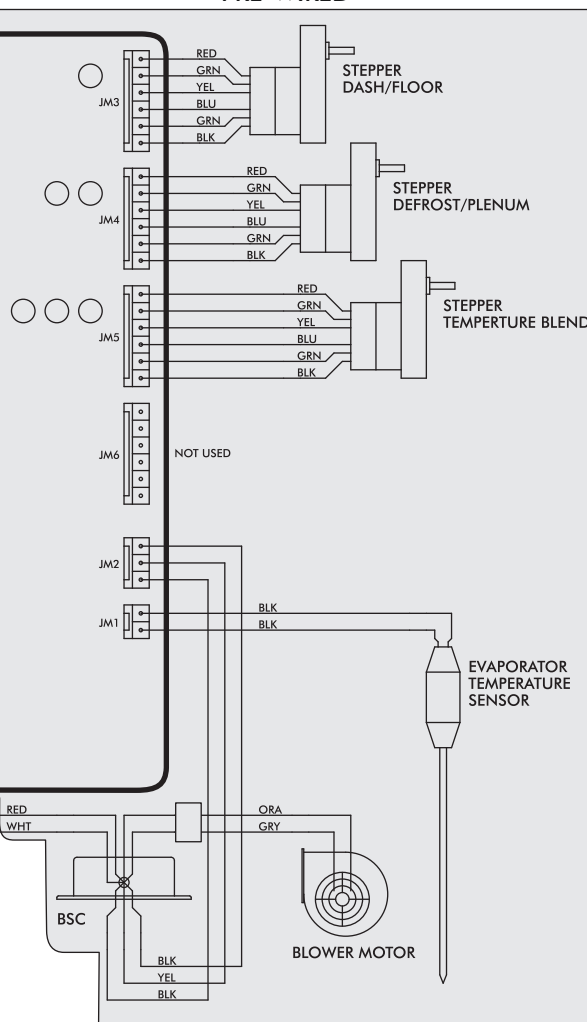 RED
GRN
YEL
BLU
GRN
BLK
JM3
STEPPER
DASH/FLOOR
RED
GRN
YEL
BLU
GRN
BLK
JM4
STEPPER
DEFROST/PLENUM
RED
GRN
YEL
BLU
GRN
BLK
JM5
STEPPER
TEMPERTURE BLEND
JM6
NOT USED
JM2
JM1
BLK
BLK
EVAPORATOR
TEMPERATURE
SENSOR
RED
WHT
ORA
GRY
BSC
BLOWER MOTOR
BLK
YEL
BLK